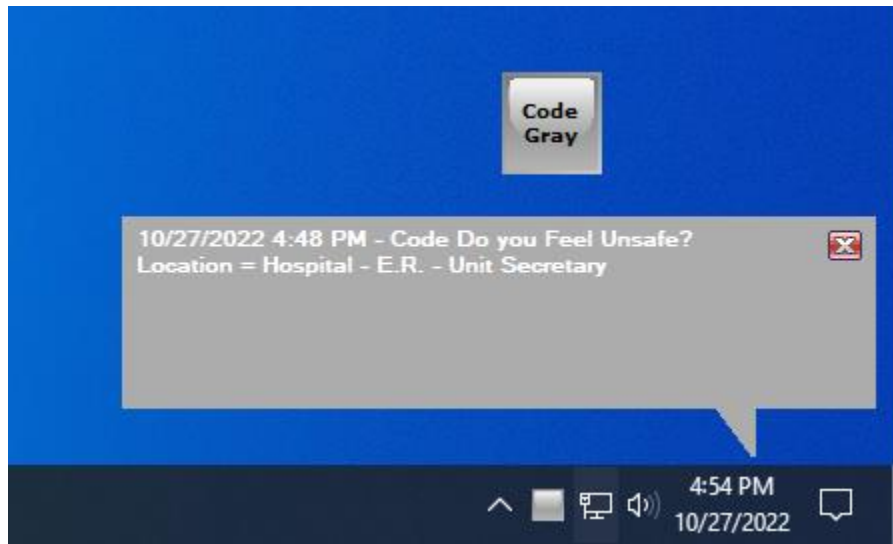 Code
Gray
10/27/2022 4:48 PM - Code Do you Feel Unsafe?
Location = Hospital - E.R. - Unit Secretary
4:54 PM
10/27/2022